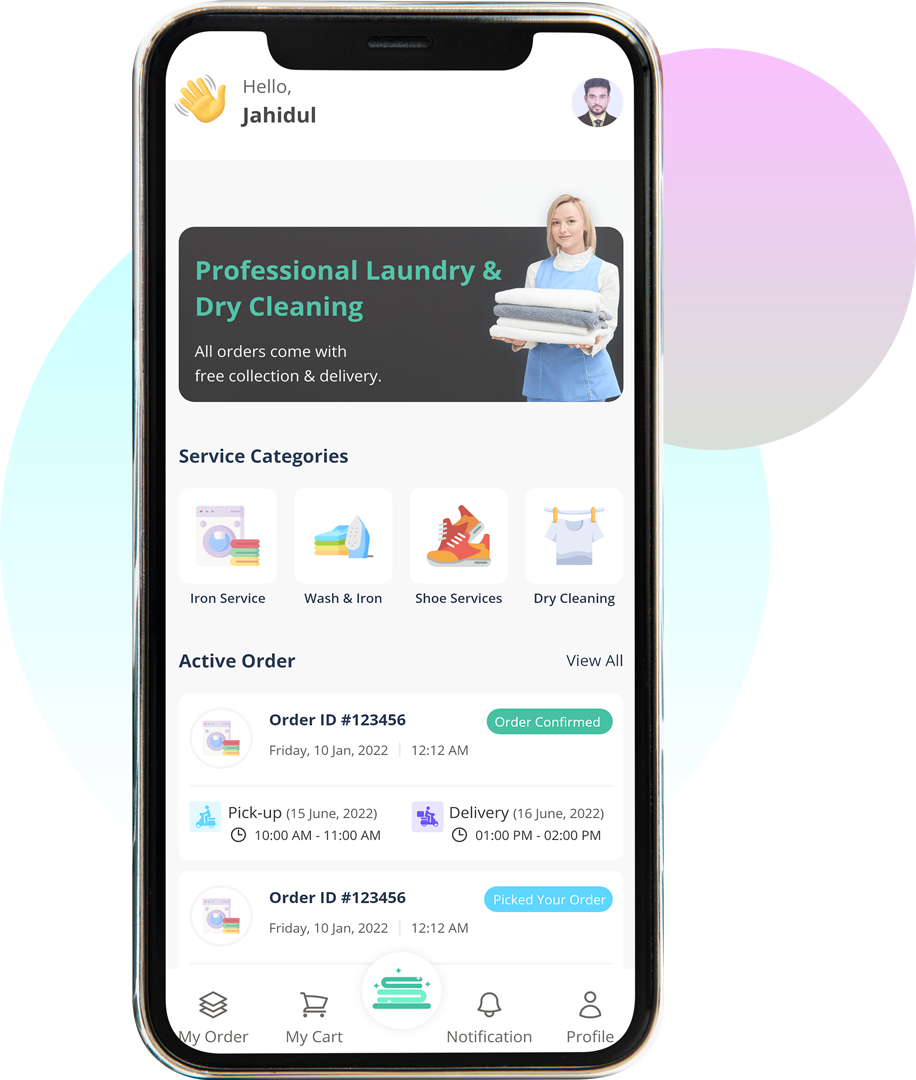 Hello,
Jahidul
Professional Laundry &
Dry Cleaning
All orders come with
free collection & delivery.
Service Categories
Iron Service
Wash & Iron
Shoe Services
Dry Cleaning
Active Order
View All
Order ID #123456
Order Confirmed
Friday, 10 Jan, 2022
12:12 AM
Pick-up (15 June, 2022)
10:00 AM - 11:00 AM
Delivery (16 June, 2022)
01:00 PM - 02:00 PM
Order ID #123456
Picked Your Order
Friday, 10 Jan, 2022
12:12 AM
My Order
My Cart
Notification
Profile